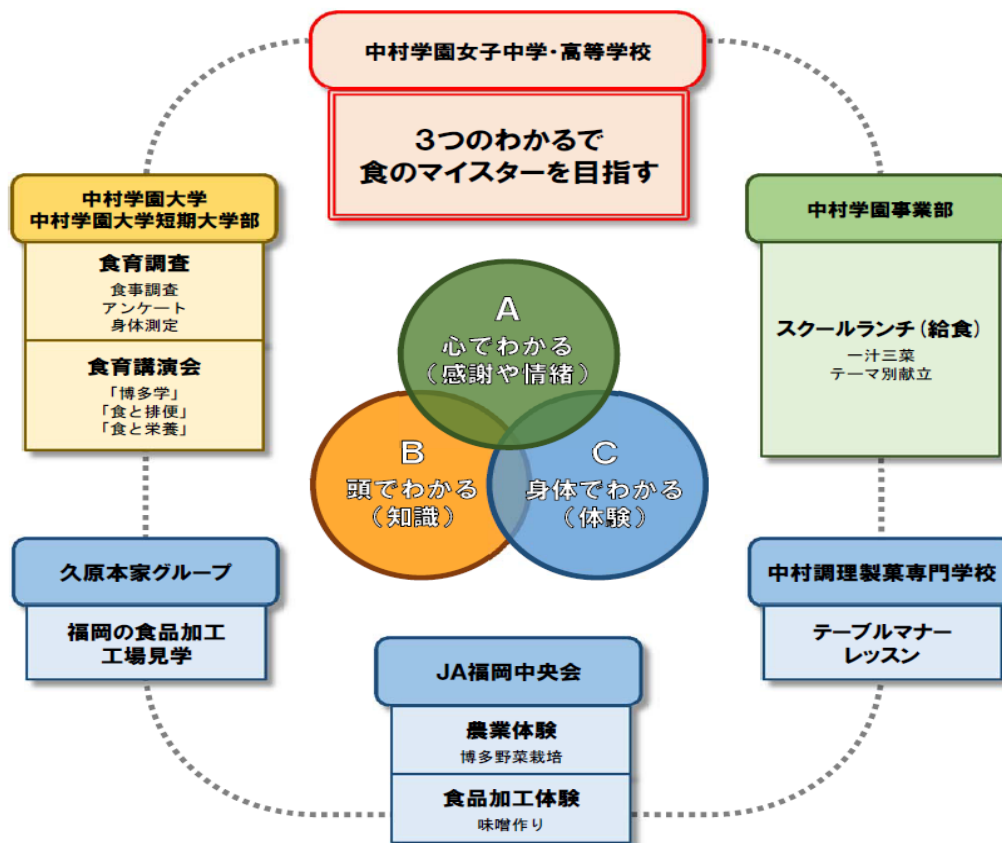 中村学園女子中学・高等学校
3つのわかるで
食のマイスターを目指す
中村学園大学
中村学園大学短期大学部
食育調査
食事調査
アンケート
身体測定
食育講演会
「博多学」
「食と排便」
「食と栄養」
中村学園事業部
スクールランチ(給食)
一汁三菜
テーマ別献立
A
心でわかる
(感謝や情緒)
B
頭でわかる
(知識)
C
身体でわかる
(体験)
久原本家グループ
福岡の食品加工
工場見学
JA福岡中央会
農業体験
博多野菜栽培
食品加工体験
味噌作り
中村調理製菓専門学校
テーブルマナー
レッスン